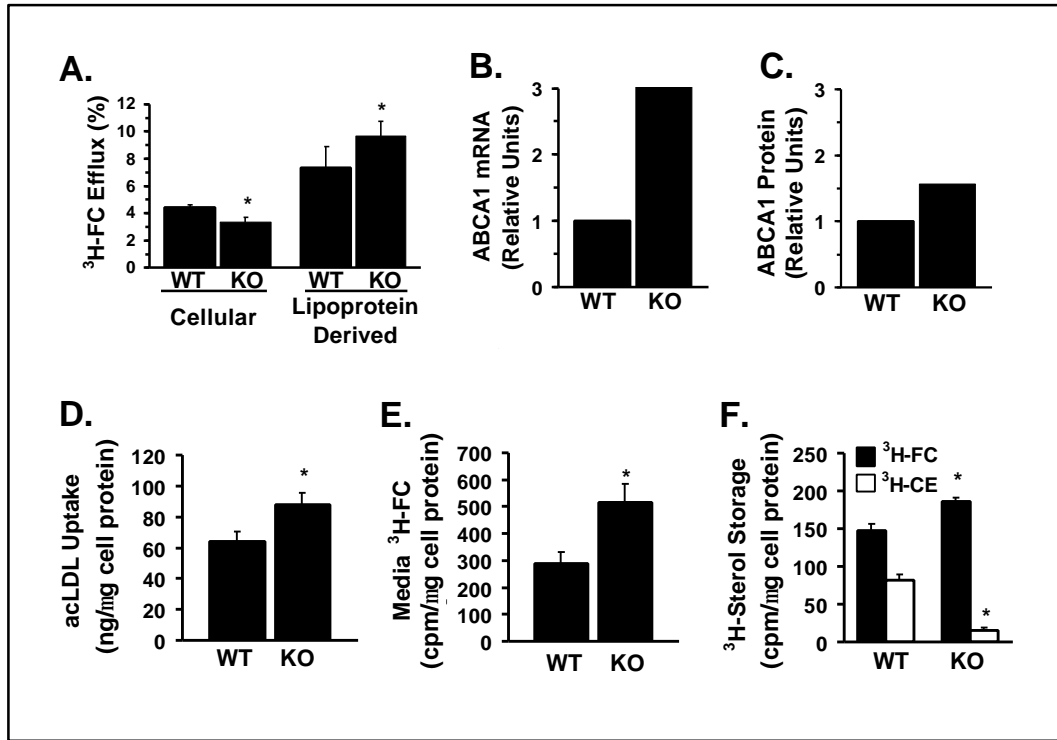 A.
³H-FC Efflux (%)
12
10
8
6
4
2
0
*
*
WT KO WT KO
Cellular
Lipoprotein
Derived
B.
ABCA1 mRNA
(Relative Units)
3
2
1
0
WT KO
C.
ABCA1 Protein
(Relative Units)
3
2
1
0
WT KO
D.
acLDL Uptake
(ng/mg cell protein)
120
100
80
60
40
20
0
*
WT KO
E.
Media ³H-FC
(cpm/mg cell protein)
700
600
500
400
300
200
100
0
*
WT KO
F.
³H-Sterol Storage
(cpm/mg cell protein)
250
200
150
100
50
0
³H-FC
³H-CE
*
*
WT KO